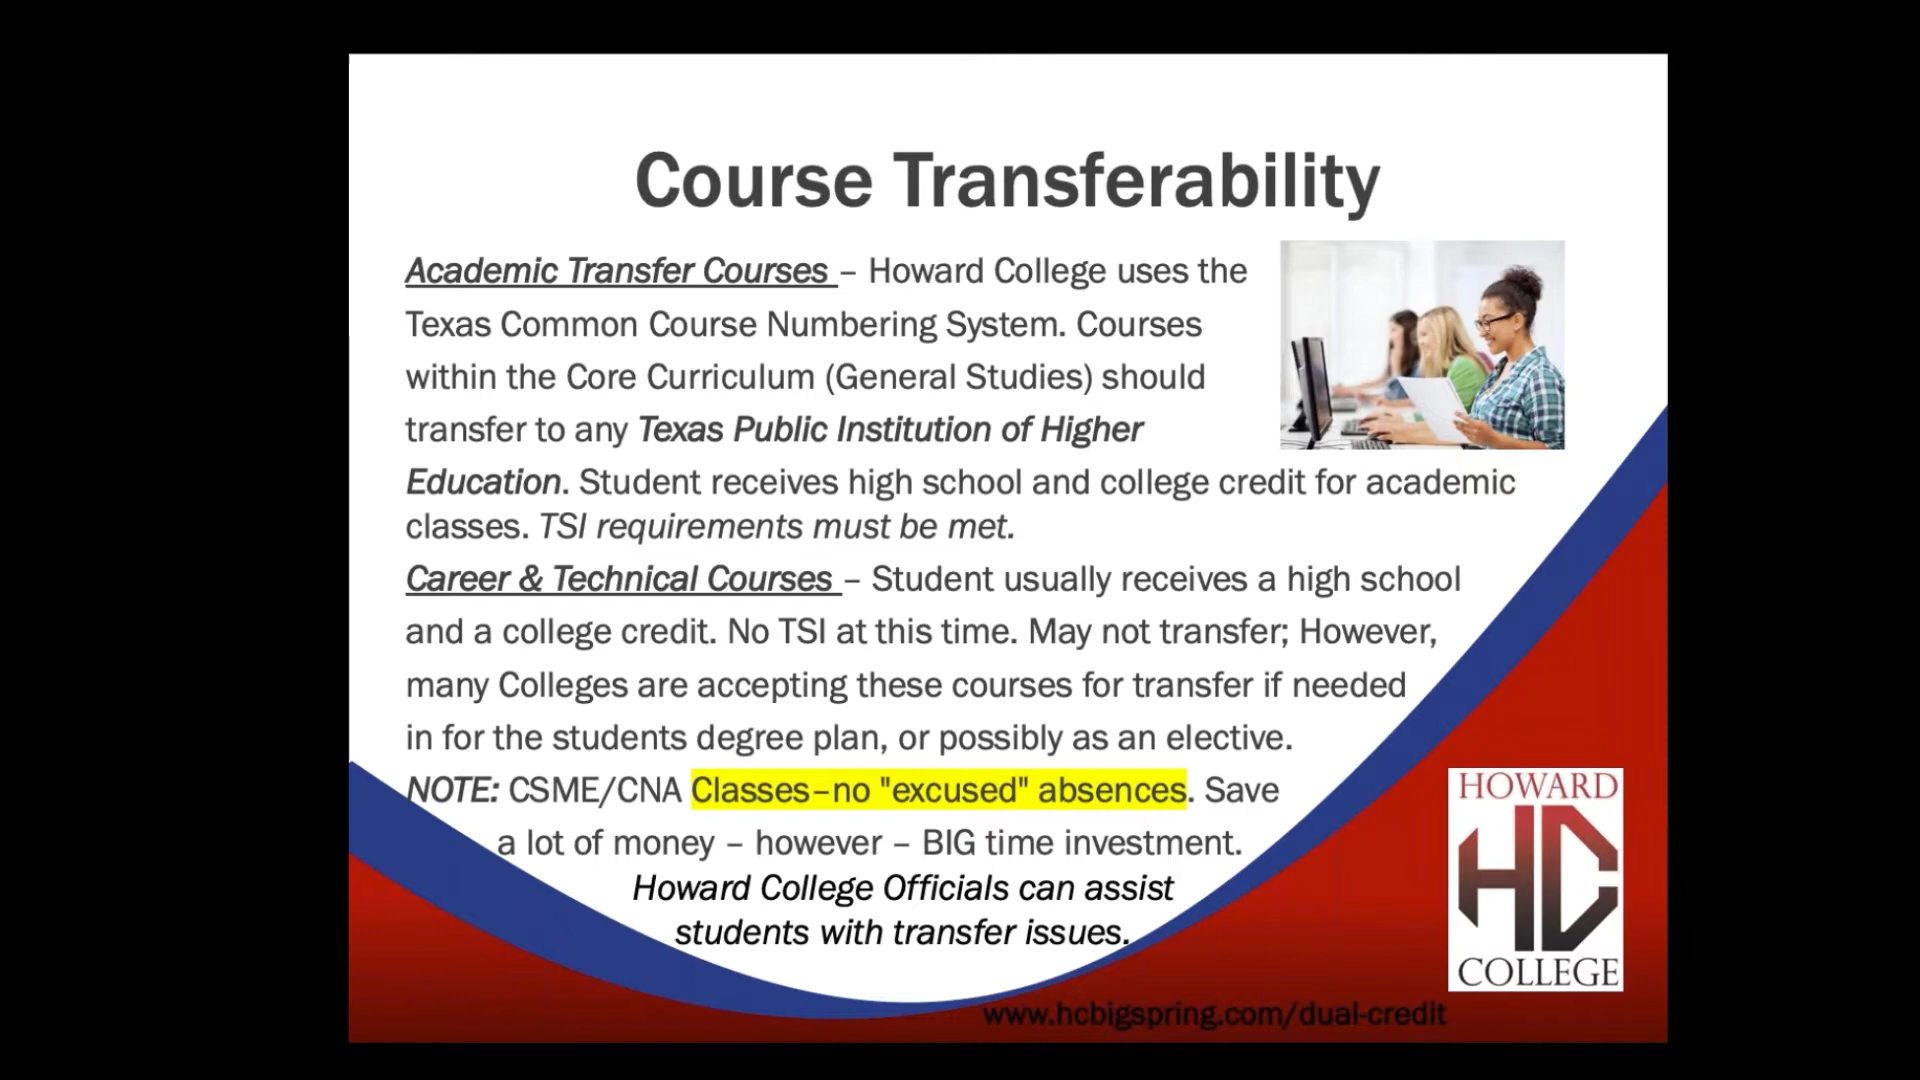 Course Transferability
Academic Transfer Courses – Howard College uses the
Texas Common Course Numbering System. Courses
within the Core Curriculum (General Studies) should
transfer to any Texas Public Institution of Higher
Education. Student receives high school and college credit for academic
classes. TSI requirements must be met.
Career & Technical Courses – Student usually receives a high school
and a college credit. No TSI at this time. May not transfer; However,
many Colleges are accepting these courses for transfer if needed
in for the students degree plan, or possibly as an elective.
NOTE: CSME/CNA Classes–no "excused" absences. Save
a lot of money – however – BIG time investment.
Howard College Officials can assist
students with transfer issues.
HOWARD
HC
COLLEGE
www.hcbigspring.com/dual-credit